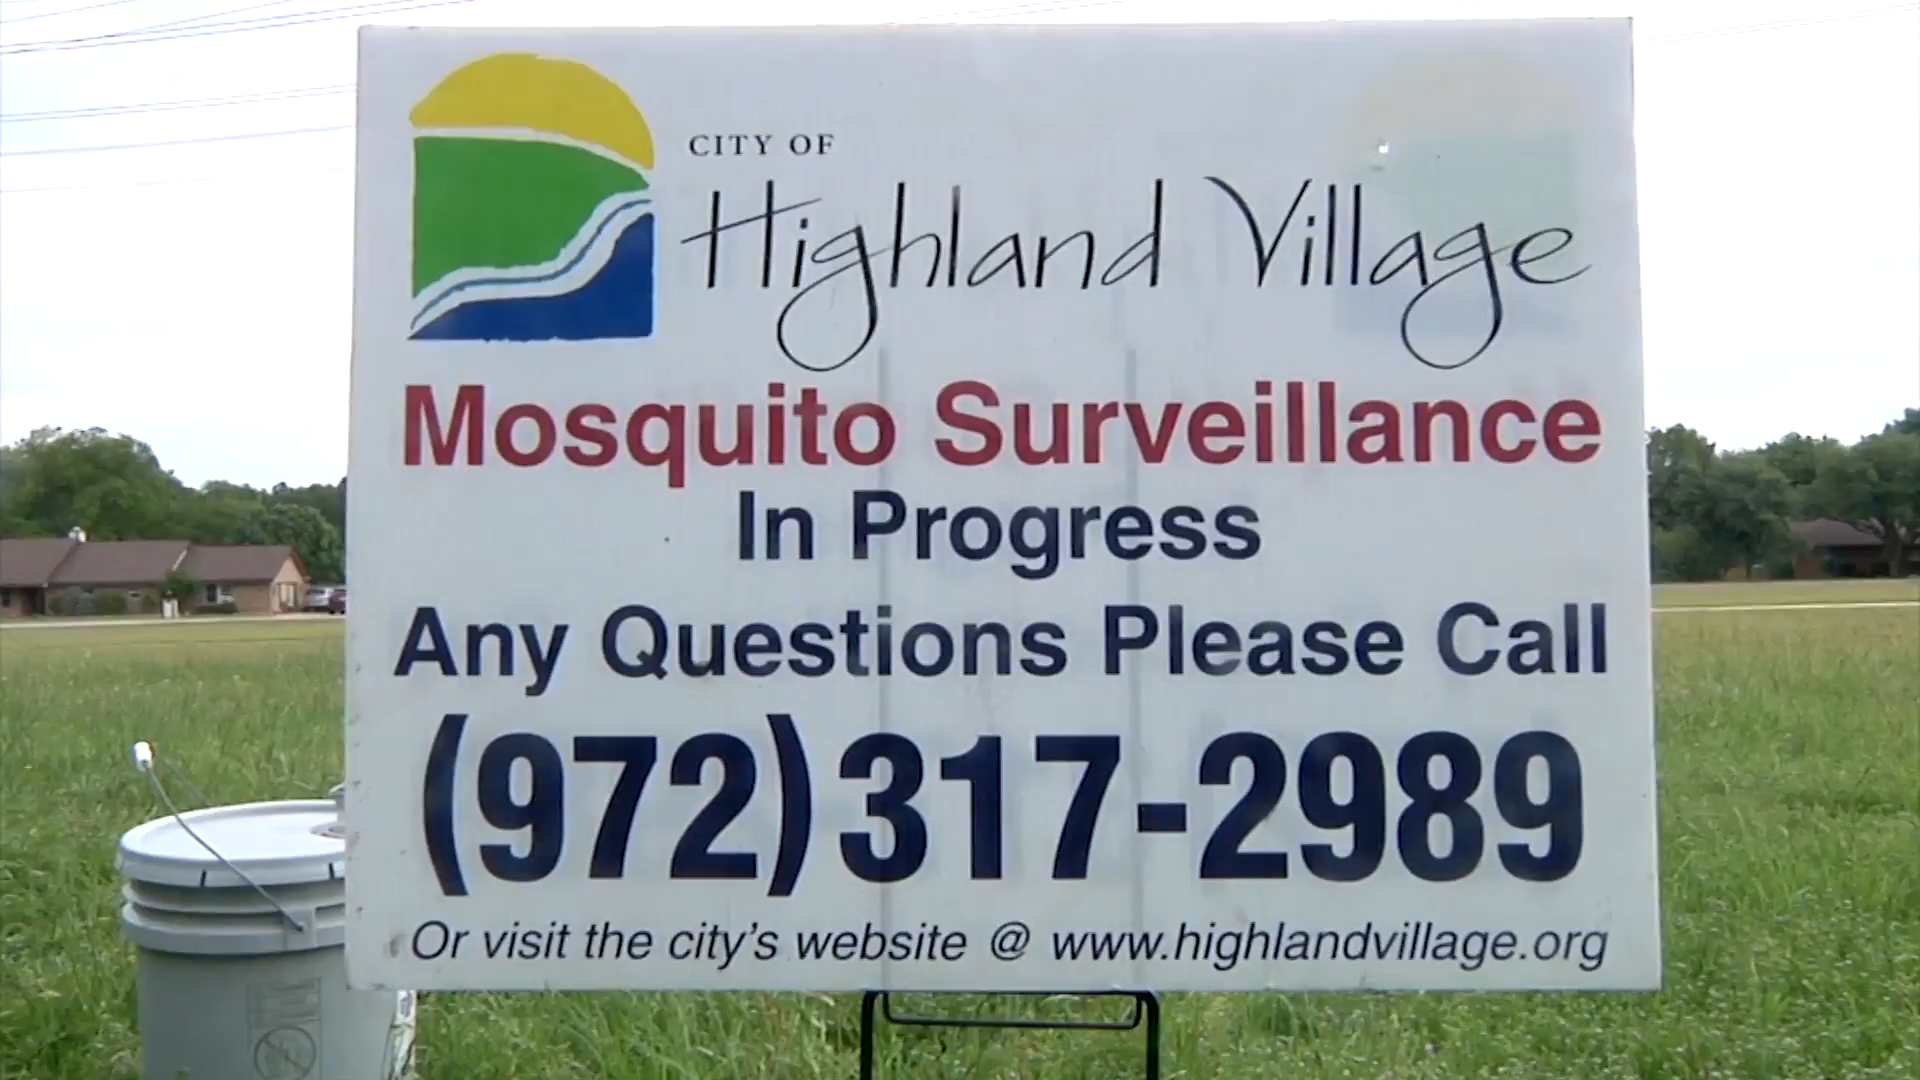 CITY OF
Highland Village
Mosquito Surveillance
In Progress
Any Questions Please Call
(972)317-2989
Or visit the city's website @ www.highlandvillage.org